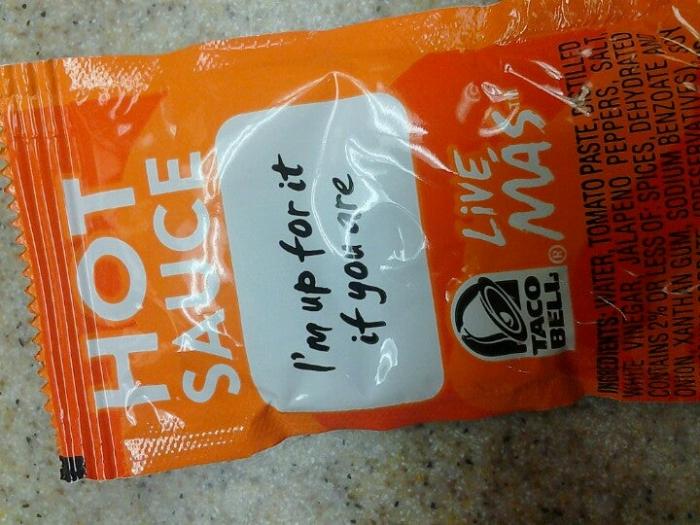 HOT
SAUCE
I'm up for it
if you are
LIVE
MÁS
TACO
BELL®
INGREDIENTS: WATER, TOMATO PASTE, DISTILLED
WHITE VINEGAR, JALAPENO PEPPERS, SALT,
CONTAINS 2% OR LESS OF SPICES, DEHYDRATED
ONION, XANTHAN GUM, SODIUM BENZOATE AND